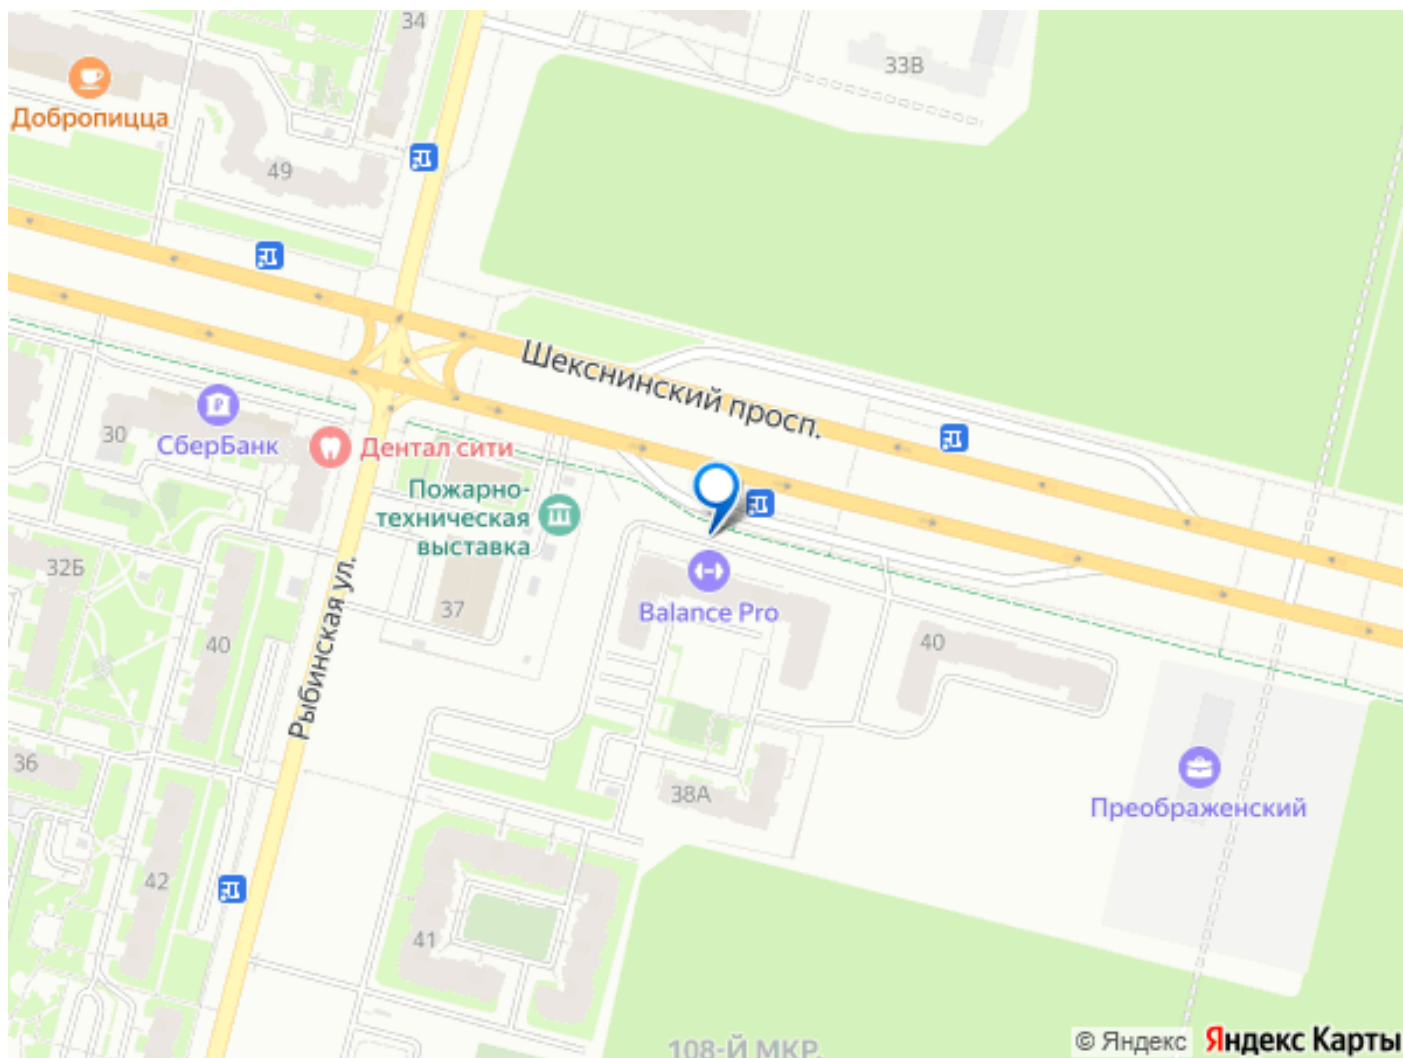 34
33В
Добропицца
49
Шекснинский просп.
30
СберБанк
Дентал сити
Пожарно-
техническая
выставка
32Б
37
Balance Pro
40
40
Рыбинская ул.
36
38А
Преображенский
42
41
108-Й МКР.
© Яндекс
Яндекс Карты